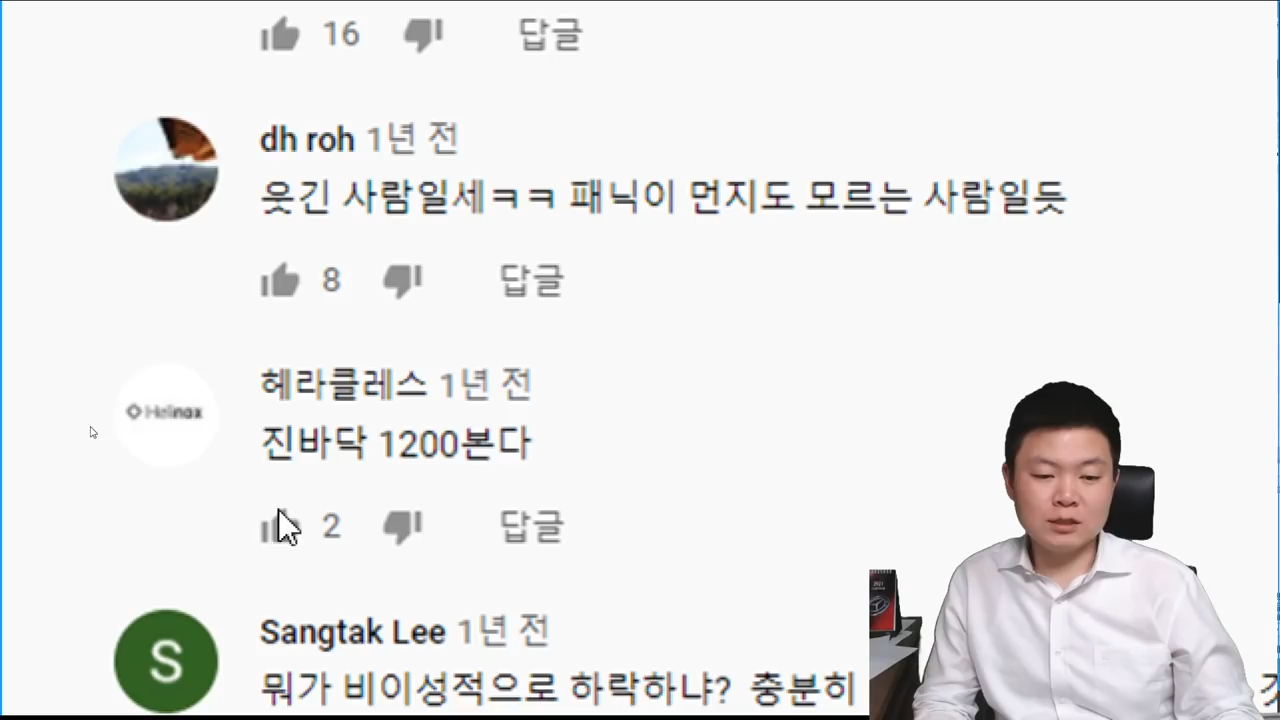 16 답글
dh roh 1년 전
웃긴 사람일세ㅋㅋ 패닉이 먼지도 모르는 사람일듯
8 답글
Helinox
헤라클레스 1년 전
진바닥 1200본다
2 답글
S
Sangtak Lee 1년 전
뭐가 비이성적으로 하락하냐? 충분히
2021